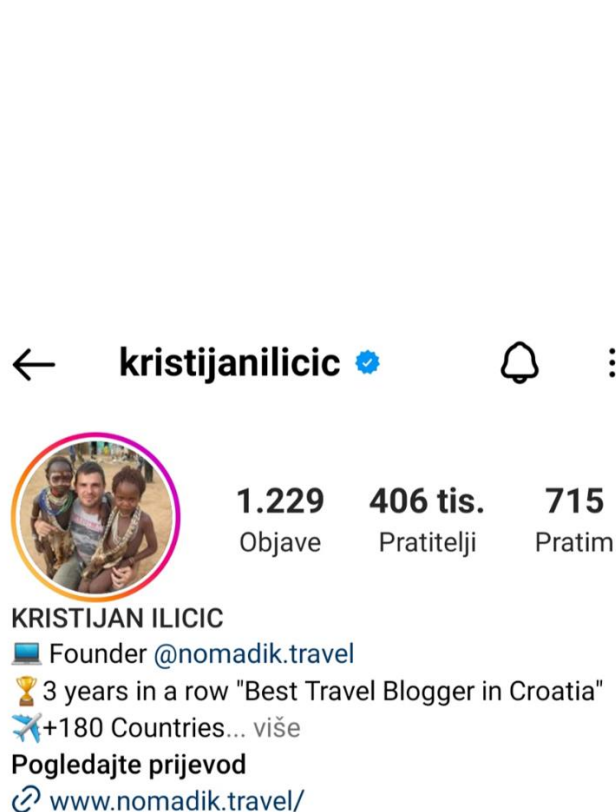 kristijanilicic
1.229 406 tis. 715
Objave Pratitelji Pratim
KRISTIJAN ILICIC
💻 Founder @nomadik.travel
🏆3 years in a row "Best Travel Blogger in Croatia"
✈️+180 Countries... više
Pogledajte prijevod
www.nomadik.travel/